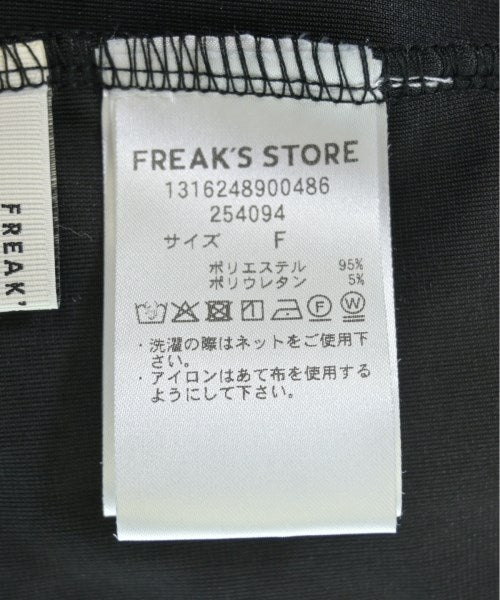 FREAK'S STORE
1316248900486
254094
サイズ F
ポリエステル 95%
ポリウレタン 5%
F W
・洗濯の際はネットをご使用下
さい。
・アイロンはあて布を使用する
ようにして下さい。
FREAK'